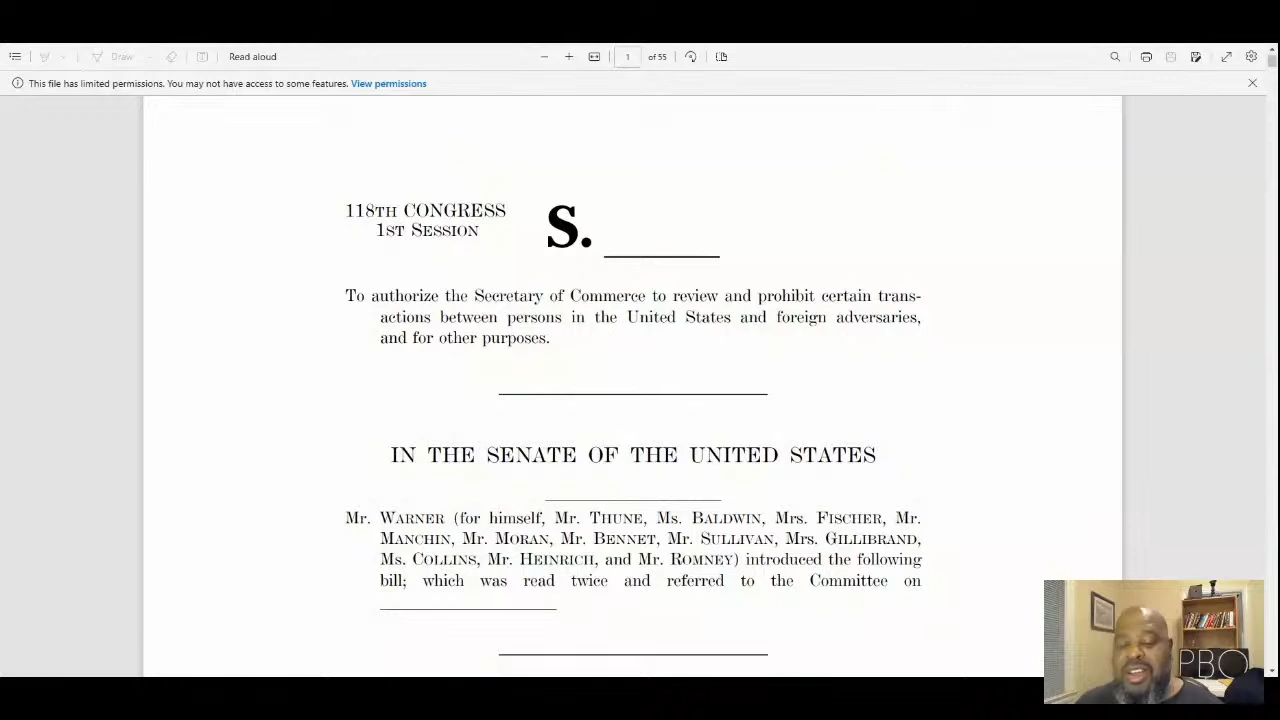 Draw
Read aloud
1
of 55
This file has limited permissions. You may not have access to some features. View permissions
118TH CONGRESS
1ST SESSION
S.
To authorize the Secretary of Commerce to review and prohibit certain trans-
actions between persons in the United States and foreign adversaries,
and for other purposes.
IN THE SENATE OF THE UNITED STATES
Mr. WARNER (for himself, Mr. THUNE, Ms. BALDWIN, Mrs. FISCHER, Mr.
MANCHIN, Mr. MORAN, Mr. BENNET, Mr. SULLIVAN, Mrs. GILLIBRAND,
Ms. COLLINS, Mr. HEINRICH, and Mr. ROMNEY) introduced the following
bill; which was read twice and referred to the Committee on
PBO